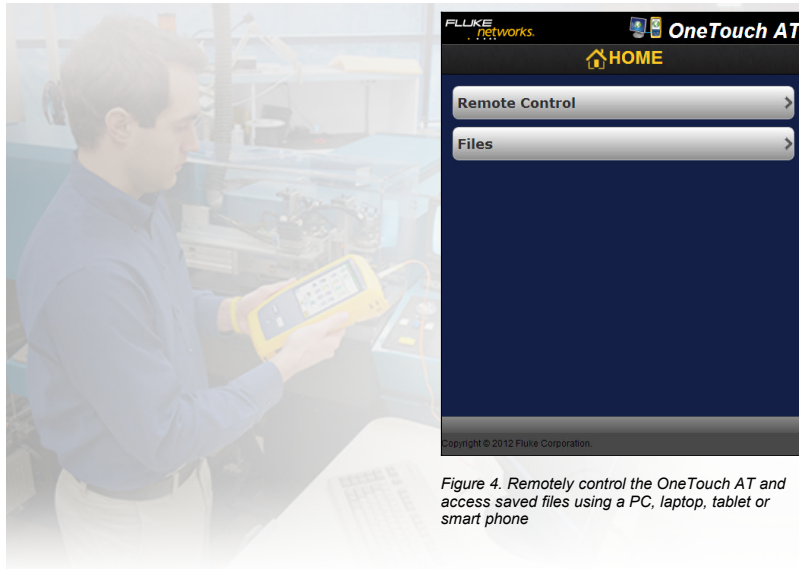 FLUKE
networks.
OneTouch AT
HOME
Remote Control
Files
Copyright © 2012 Fluke Corporation.
Figure 4. Remotely control the OneTouch AT and
access saved files using a PC, laptop, tablet or
smart phone